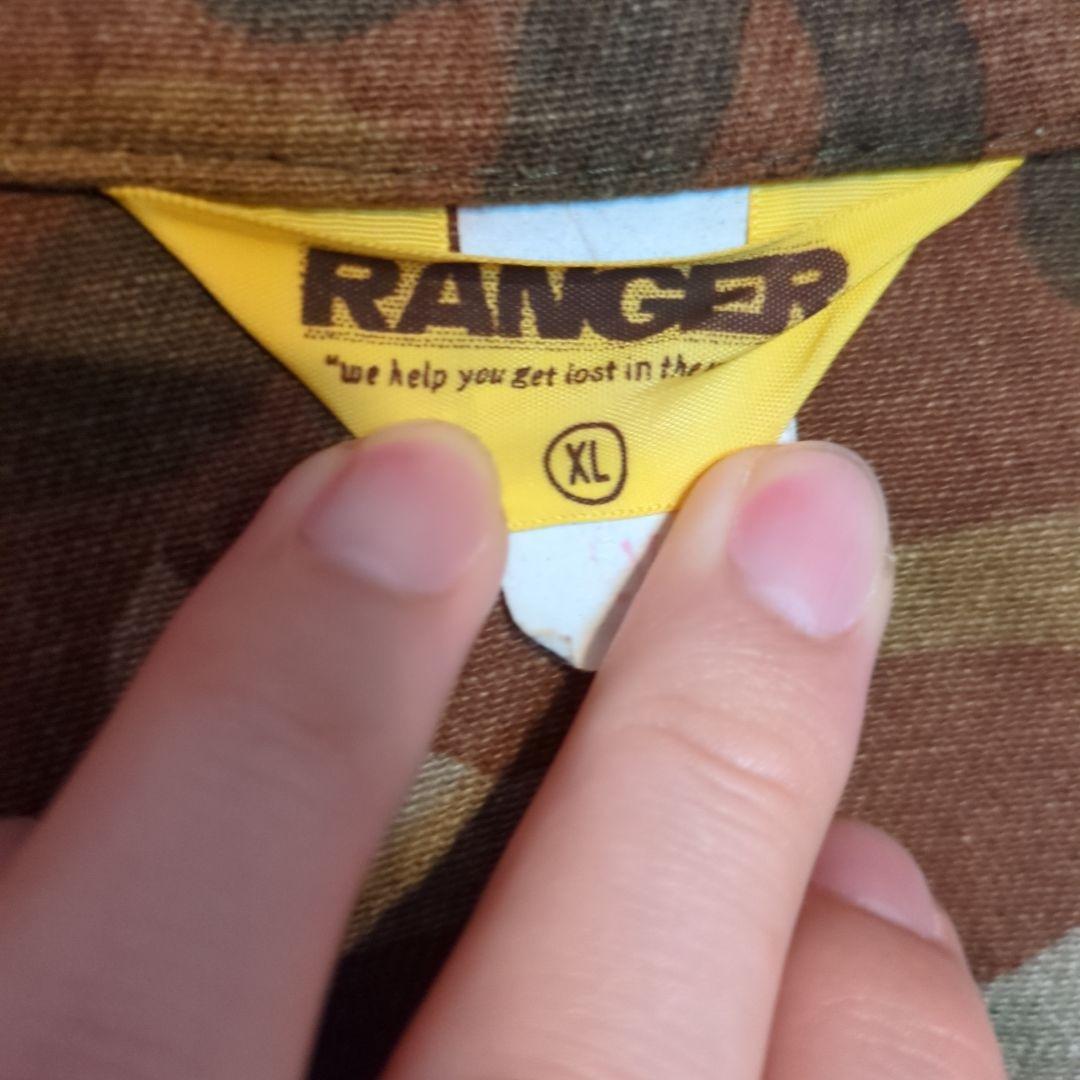 RANGER
"we help you get lost in the
XL